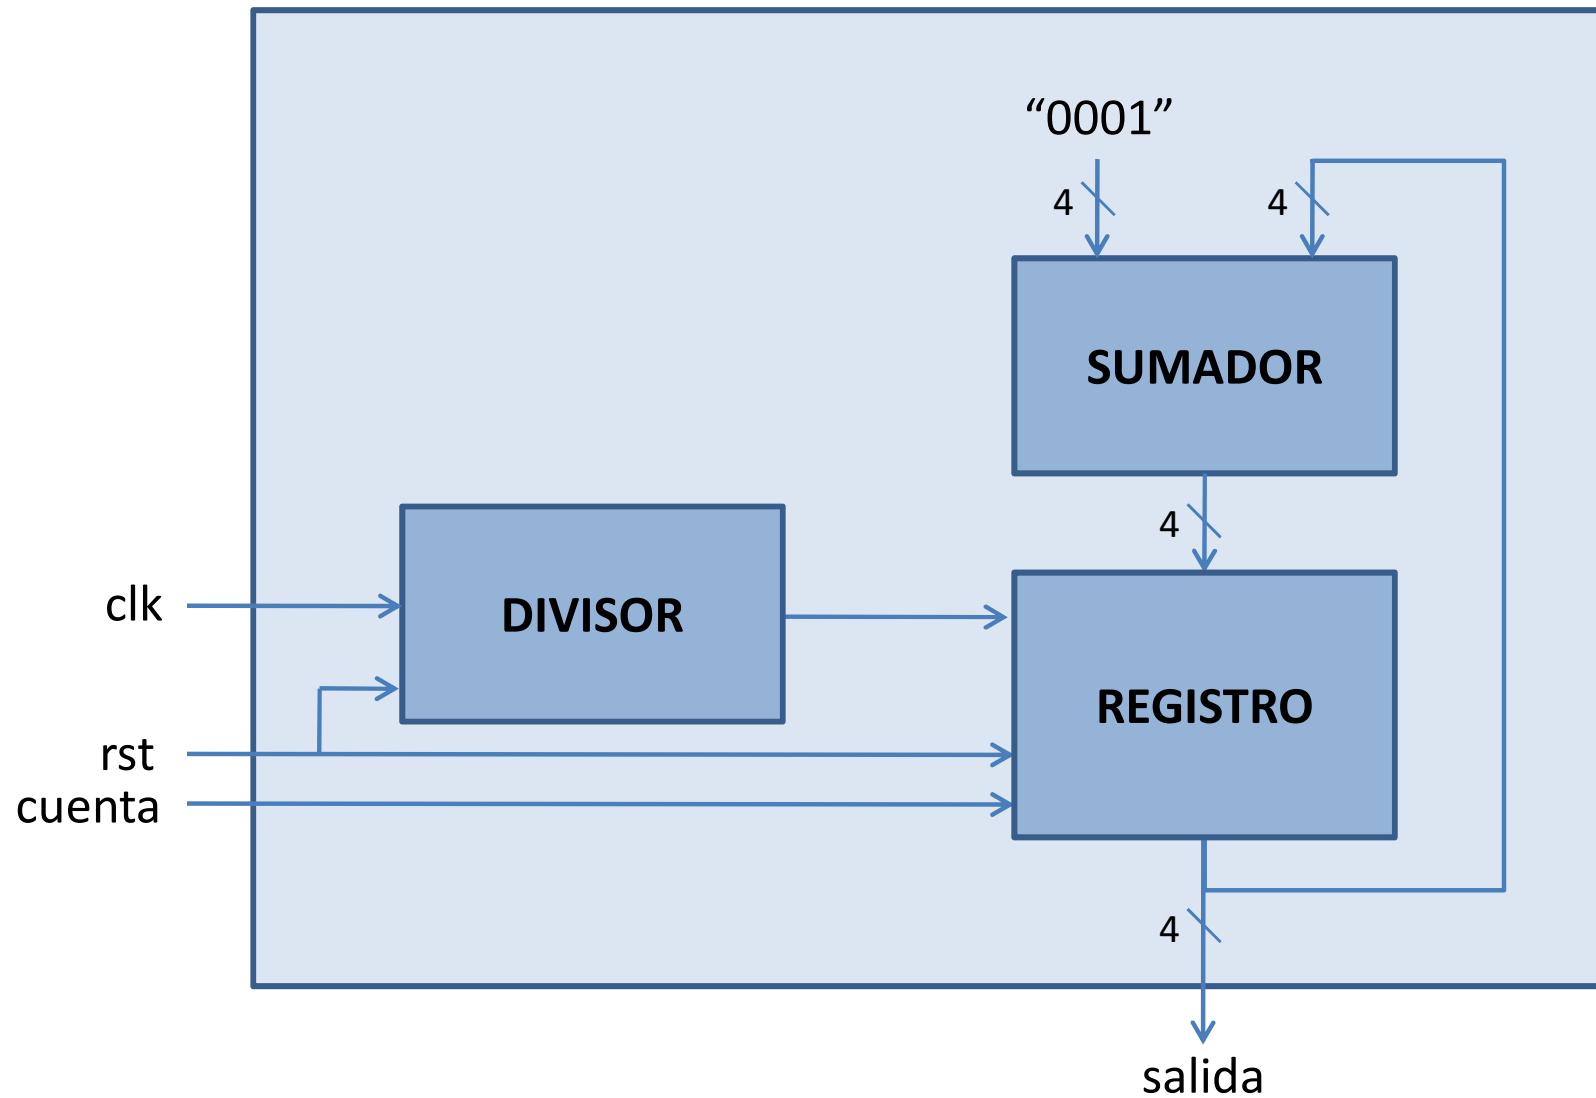 “0001”
4
4
SUMADOR
4
clk
DIVISOR
REGISTRO
rst
cuenta
4
salida